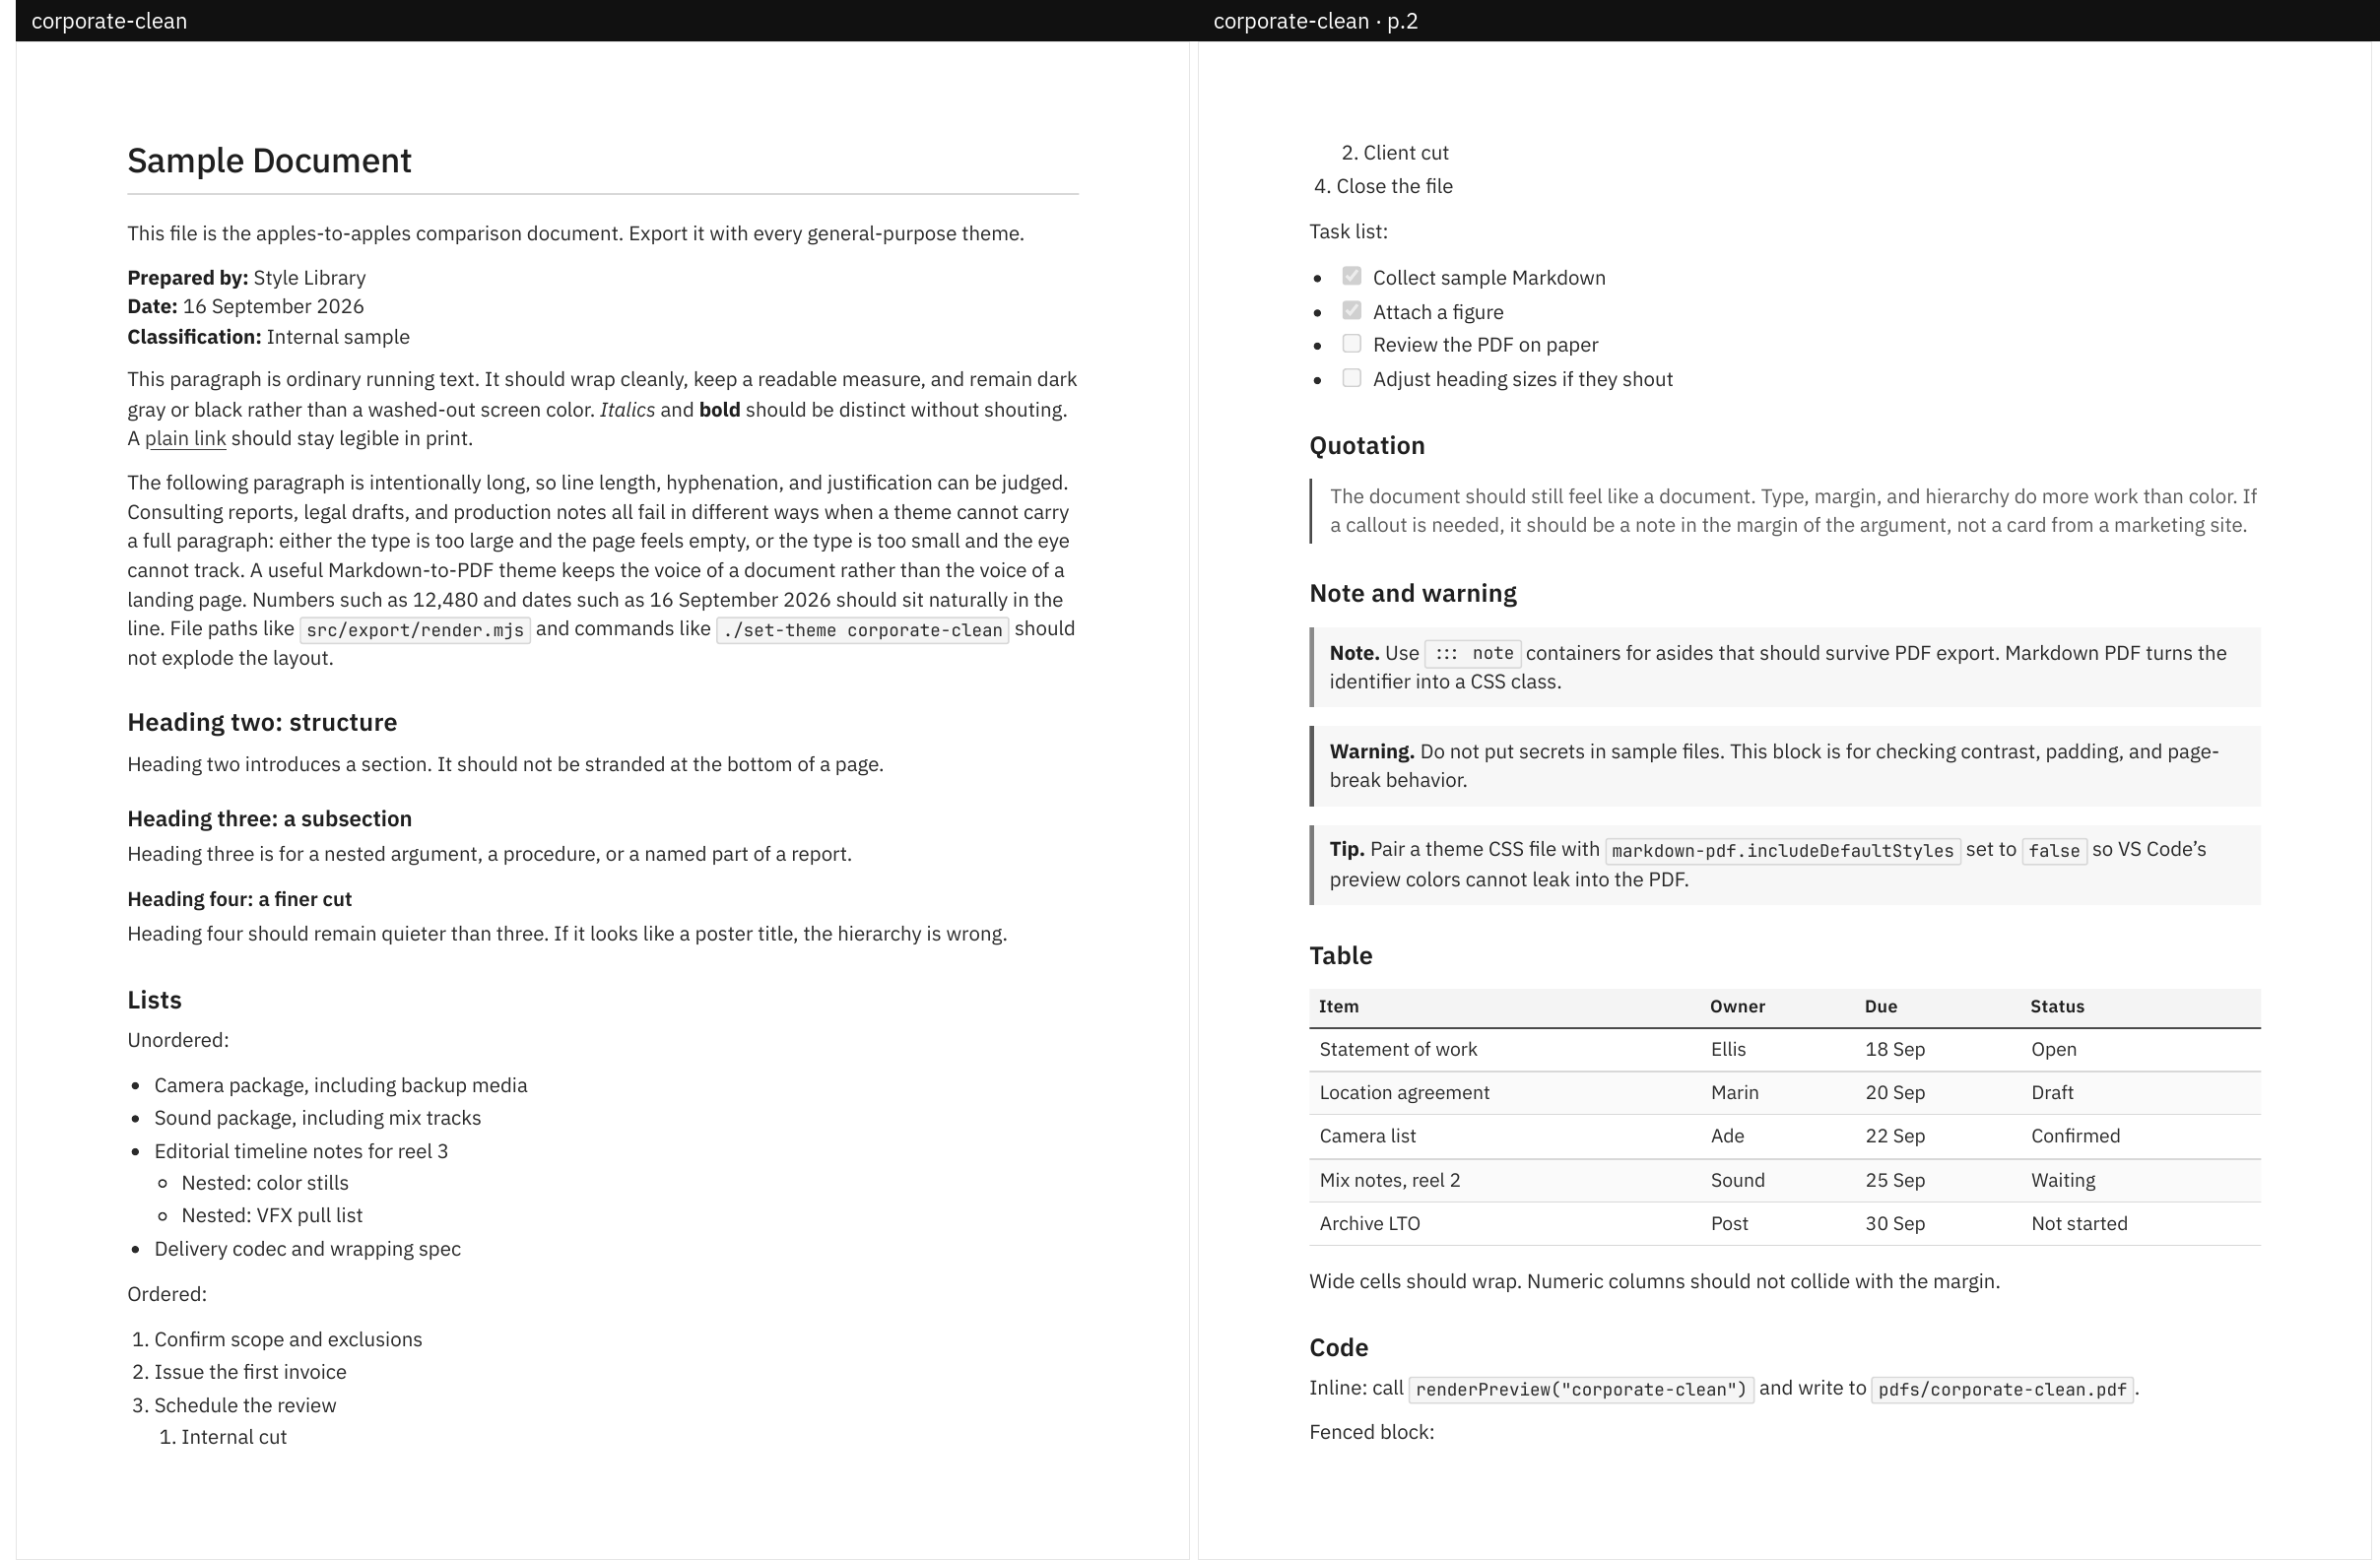 corporate-clean
Sample Document
This file is the apples-to-apples comparison document. Export it with every general-purpose theme.
Prepared by: Style Library
Date: 16 September 2026
Classification: Internal sample
This paragraph is ordinary running text. It should wrap cleanly, keep a readable measure, and remain dark
gray or black rather than a washed-out screen color. Italics and bold should be distinct without shouting.
A plain link should stay legible in print.
The following paragraph is intentionally long, so line length, hyphenation, and justification can be judged.
Consulting reports, legal drafts, and production notes all fail in different ways when a theme cannot carry
a full paragraph: either the type is too large and the page feels empty, or the type is too small and the eye
cannot track. A useful Markdown-to-PDF theme keeps the voice of a document rather than the voice of a
landing page. Numbers such as 12,480 and dates such as 16 September 2026 should sit naturally in the
line. File paths like src/export/render.mjs and commands like ./set-theme corporate-clean should
not explode the layout.
Heading two: structure
Heading two introduces a section. It should not be stranded at the bottom of a page.
Heading three: a subsection
Heading three is for a nested argument, a procedure, or a named part of a report.
Heading four: a finer cut
Heading four should remain quieter than three. If it looks like a poster title, the hierarchy is wrong.
Lists
Unordered:
• Camera package, including backup media
• Sound package, including mix tracks
• Editorial timeline notes for reel 3
◦ Nested: color stills
◦ Nested: VFX pull list
• Delivery codec and wrapping spec
Ordered:
1. Confirm scope and exclusions
2. Issue the first invoice
3. Schedule the review
1. Internal cut
corporate-clean · p.2
2. Client cut
4. Close the file
Task list:
• Collect sample Markdown
• Attach a figure
• Review the PDF on paper
• Adjust heading sizes if they shout
Quotation
The document should still feel like a document. Type, margin, and hierarchy do more work than color. If
a callout is needed, it should be a note in the margin of the argument, not a card from a marketing site.
Note and warning
Note. Use ::: note containers for asides that should survive PDF export. Markdown PDF turns the
identifier into a CSS class.
Warning. Do not put secrets in sample files. This block is for checking contrast, padding, and page-
break behavior.
Tip. Pair a theme CSS file with markdown-pdf.includeDefaultStyles set to false so VS Code’s
preview colors cannot leak into the PDF.
Table
Item Owner Due Status
Statement of work Ellis 18 Sep Open
Location agreement Marin 20 Sep Draft
Camera list Ade 22 Sep Confirmed
Mix notes, reel 2 Sound 25 Sep Waiting
Archive LTO Post 30 Sep Not started
Wide cells should wrap. Numeric columns should not collide with the margin.
Code
Inline: call renderPreview("corporate-clean") and write to pdfs/corporate-clean.pdf.
Fenced block: